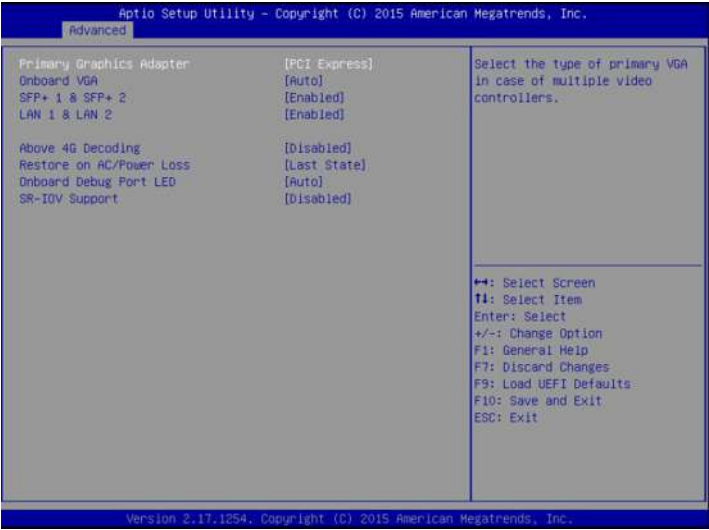 Aptio Setup Utility – Copyright (C) 2015 American Megatrends, Inc.
Advanced
Primary Graphics Adapter [PCI Express]
Onboard VGA [Auto]
SFP+ 1 & SFP+ 2 [Enabled]
LAN 1 & LAN 2 [Enabled]
Above 4G Decoding [Disabled]
Restore on AC/Power Loss [Last State]
Onboard Debug Port LED [Auto]
SR-IOV Support [Disabled]
Select the type of primary VGA
in case of multiple video
controllers.
→←: Select Screen
↑↓: Select Item
Enter: Select
+/-: Change Option
F1: General Help
F7: Discard Changes
F9: Load UEFI Defaults
F10: Save and Exit
ESC: Exit
Version 2.17.1254. Copyright (C) 2015 American Megatrends, Inc.